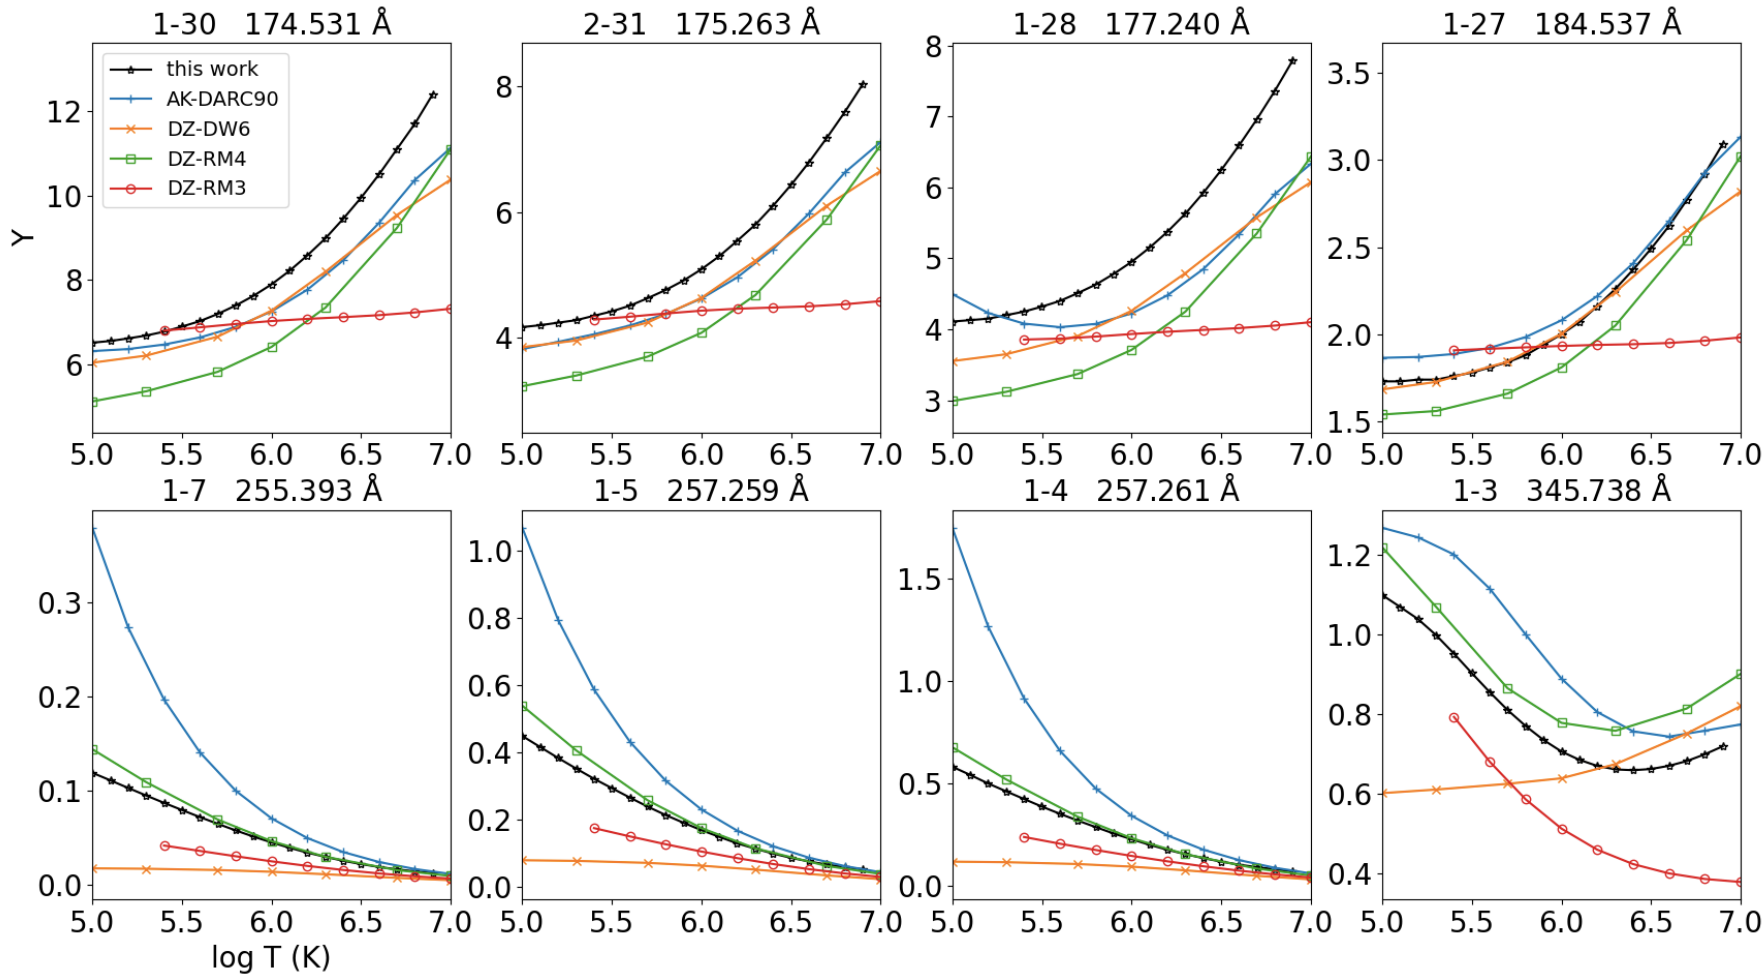 1-30 174.531 Å
2-31 175.263 Å
1-28 177.240 Å
1-27 184.537 Å
this work
AK-DARC90
DZ-DW6
DZ-RM4
DZ-RM3
Y
12
10
8
6
5.0 5.5 6.0 6.5 7.0
8
6
4
5.0 5.5 6.0 6.5 7.0
8
7
6
5
4
3
5.0 5.5 6.0 6.5 7.0
3.5
3.0
2.5
2.0
1.5
5.0 5.5 6.0 6.5 7.0
1-7 255.393 Å
1-5 257.259 Å
1-4 257.261 Å
1-3 345.738 Å
0.3
0.2
0.1
0.0
5.0 5.5 6.0 6.5 7.0
log T (K)
1.0
0.8
0.6
0.4
0.2
0.0
5.0 5.5 6.0 6.5 7.0
1.5
1.0
0.5
0.0
5.0 5.5 6.0 6.5 7.0
1.2
1.0
0.8
0.6
0.4
5.0 5.5 6.0 6.5 7.0